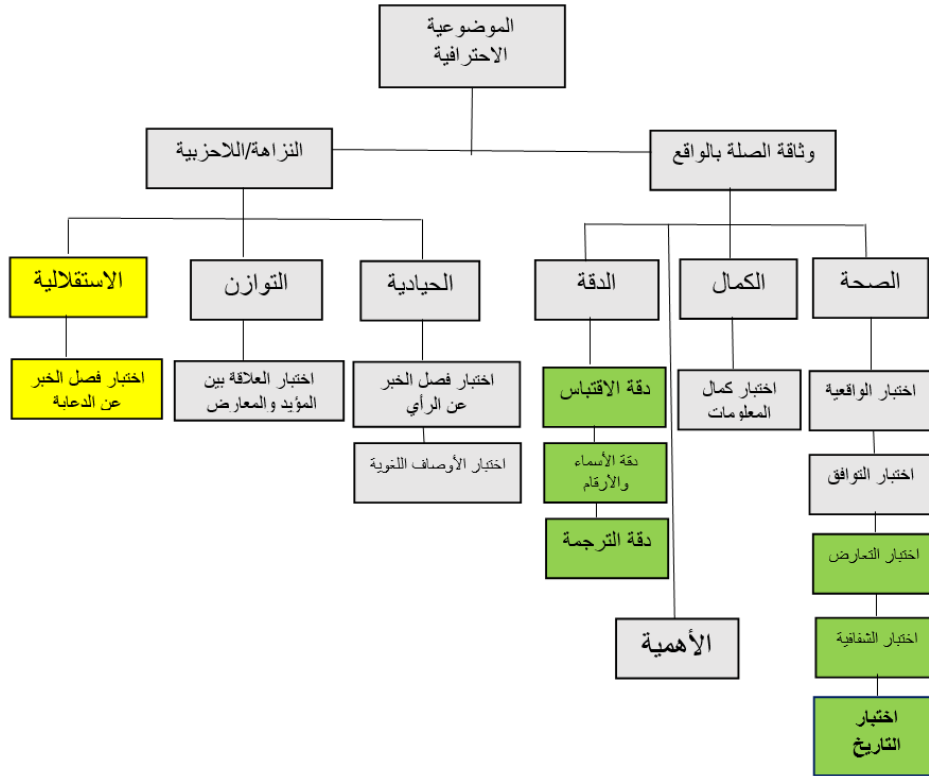 الموضوعية
الاحترافية
وثاقة الصلة بالواقع
النزاهة/اللاحزبية
الصحة
الكمال
الدقة
الحيادية
التوازن
الاستقلالية
اختبار الواقعية
اختبار كمال
المعلومات
دقة الاقتباس
اختبار فصل الخبر
عن الرأي
اختبار العلاقة بين
المؤيد والمعارض
اختبار فصل الخبر
عن الدعاية
اختبار التوافق
دقة الأسماء
والأرقام
اختبار الأوصاف اللغوية
اختبار التعارض
دقة الترجمة
اختبار الشفافية
الأهمية
اختبار
التاريخ